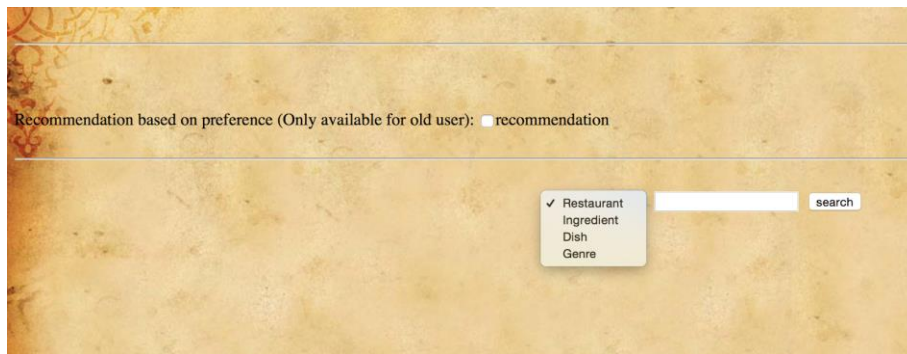 Recommendation based on preference (Only available for old user): recommendation
✓ Restaurant search
Ingredient
Dish
Genre